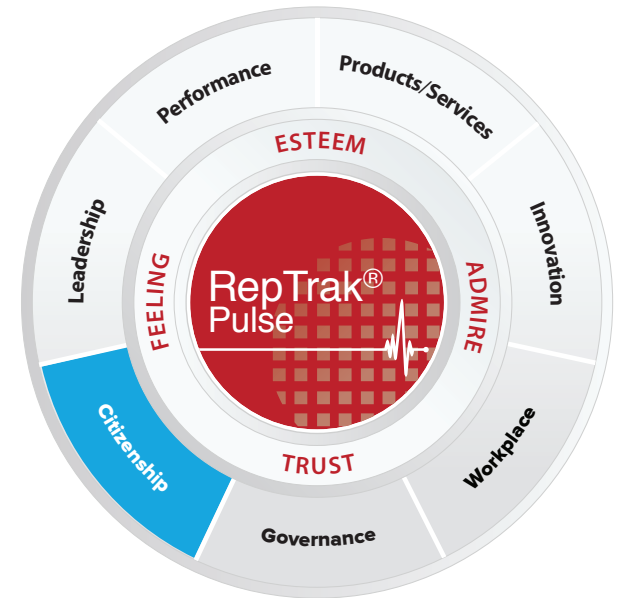 Performance
Products/Services
Innovation
Workplace
Governance
Citizenship
Leadership
ESTEEM
ADMIRE
TRUST
FEELING
RepTrak®
Pulse